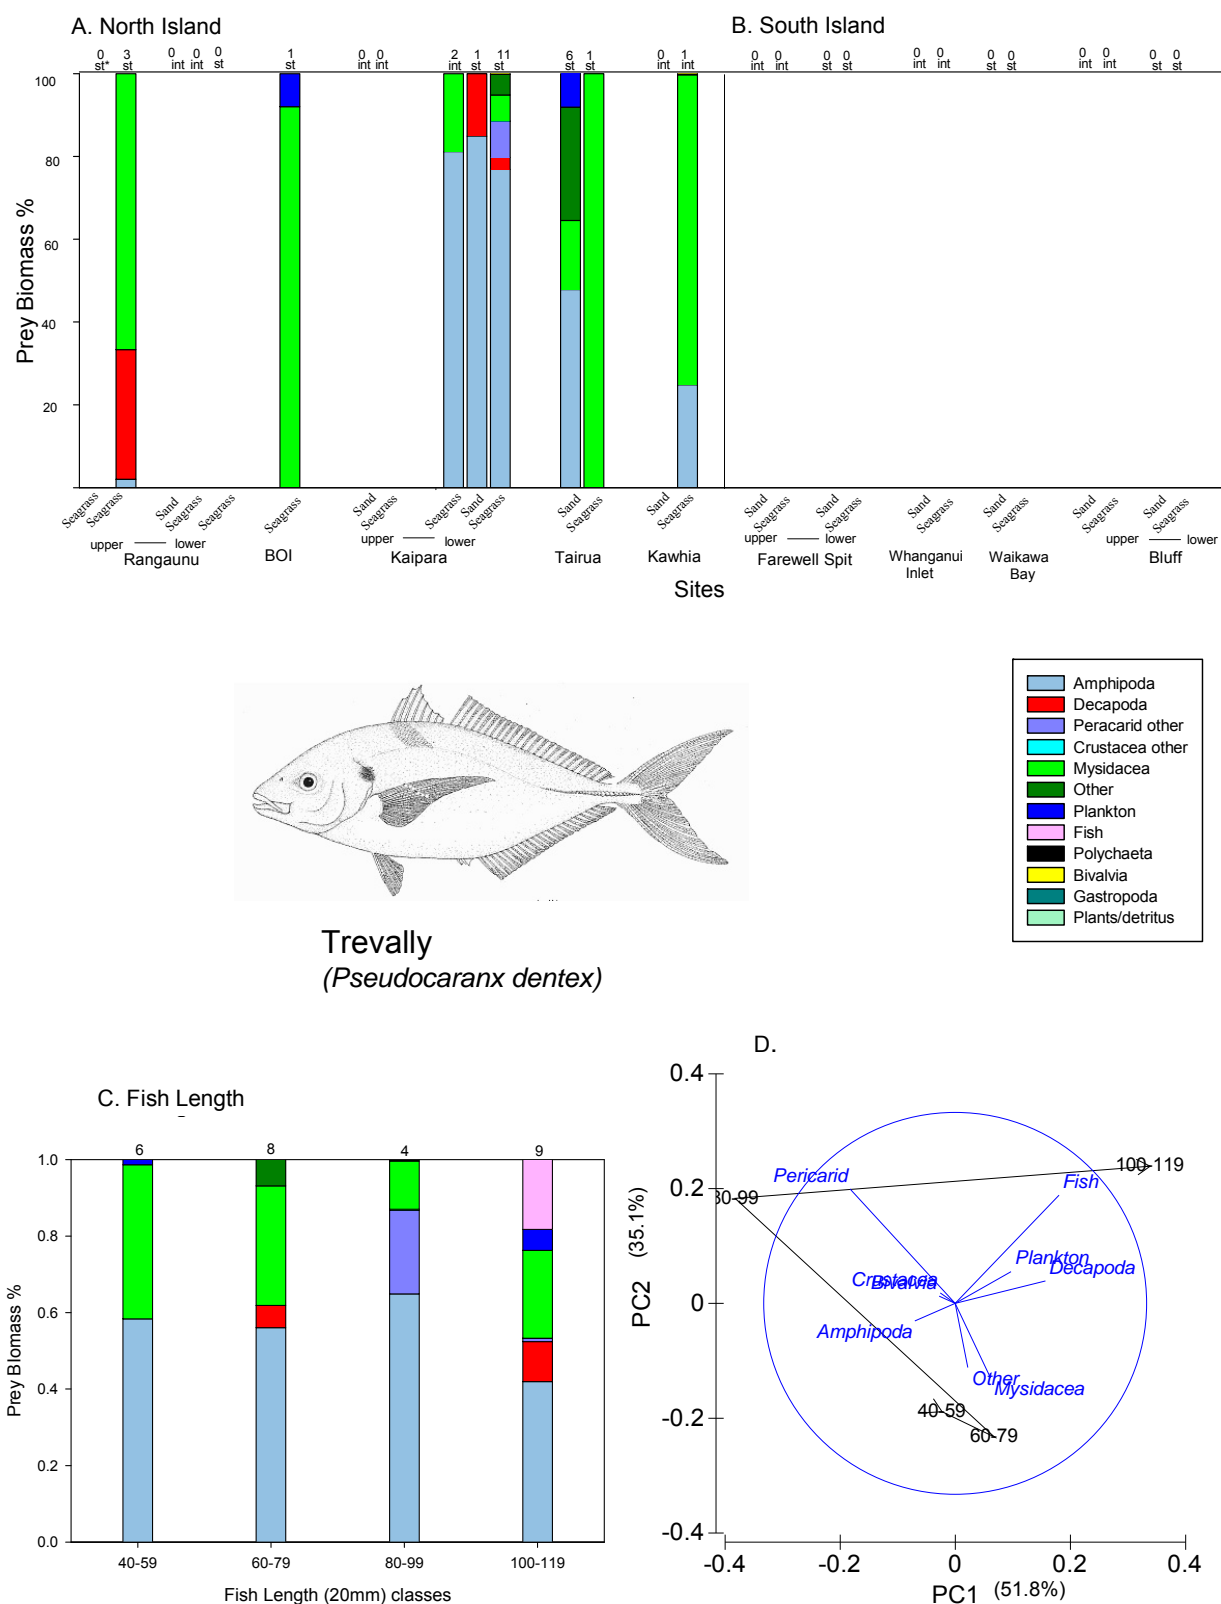 A. North Island
B. South Island
0 3 0 0 0 1 0 0 2 1 11 6 1 0 1 0 0 0 0 0 0 0 0 0 0 0 0
st* st int int st st int int int st st st st int int int int st st int int st st int int st st
Prey Biomass %
100
80
60
40
20
Seagrass Seagrass Sand Seagrass Seagrass Seagrass Sand Seagrass Seagrass Sand Seagrass Sand Seagrass Sand Seagrass Sand Seagrass Sand Seagrass Sand Seagrass Sand Seagrass Sand Seagrass Sand Seagrass
upper lower upper lower upper lower upper lower
Rangaunu BOI Kaipara Tairua Kawhia Farewell Spit Whanganui Inlet Waikawa Bay Bluff
Sites
Amphipoda
Decapoda
Peracarid other
Crustacea other
Mysidacea
Other
Plankton
Fish
Polychaeta
Bivalvia
Gastropoda
Plants/detritus
Trevally
(Pseudocaranx dentex)
C. Fish Length
6 8 4 9
Prey BIomass %
1.0
0.8
0.6
0.4
0.2
0.0
40-59 60-79 80-99 100-119
Fish Length (20mm) classes
D.
PC2 (35.1%)
0.4
0.2
0
-0.2
-0.4
100-119
Pericarid
Fish
30-99
Plankton
Decapoda
Crustacea
Bivalvia
Amphipoda
Other
Mysidacea
40-59
60-79
-0.4 -0.2 0 0.2 0.4
PC1 (51.8%)